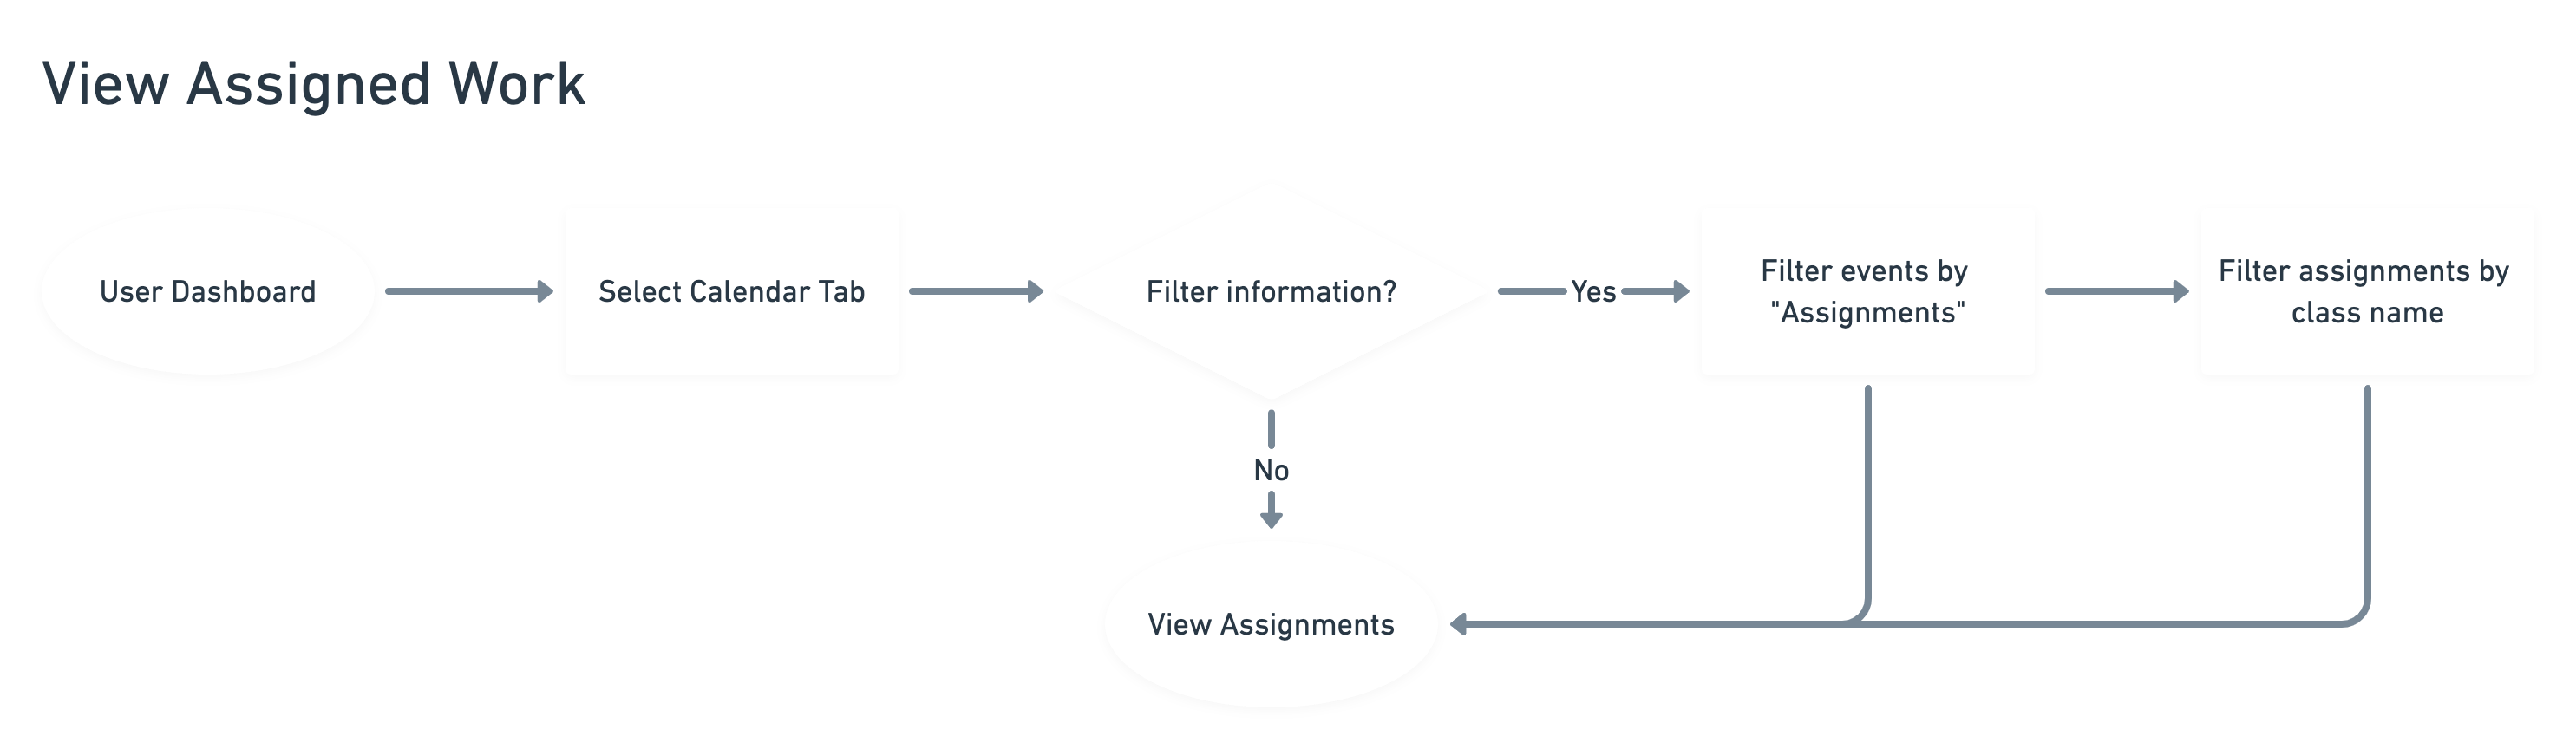 View Assigned Work
User Dashboard
Select Calendar Tab
Filter information?
Yes
Filter events by
"Assignments"
Filter assignments by
class name
No
View Assignments